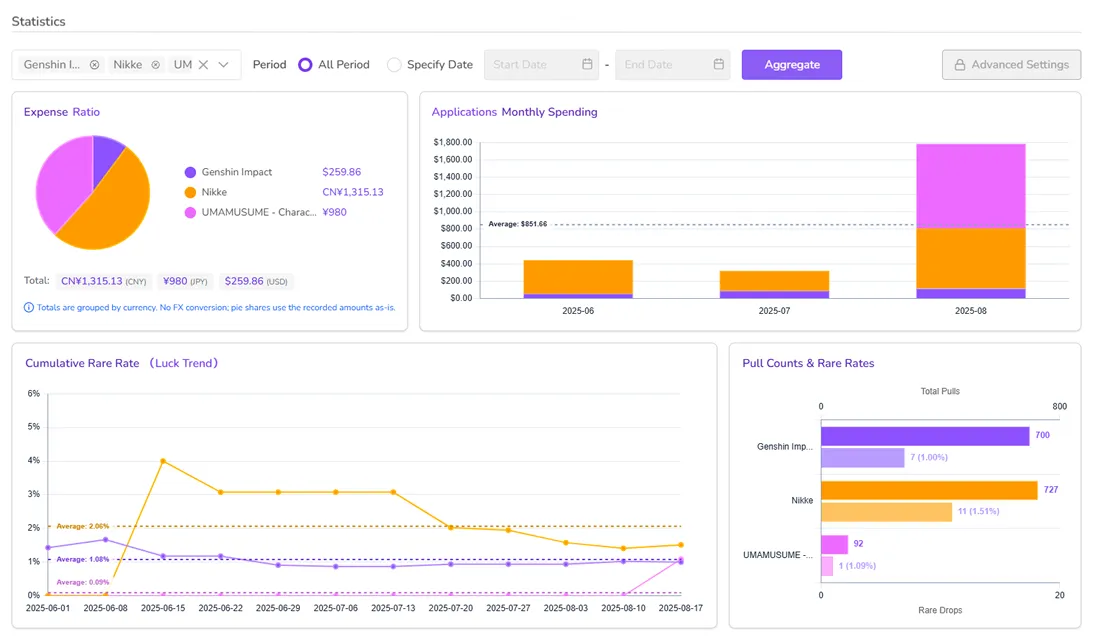 Statistics
Genshin I... Nikke UM Period All Period Specify Date Start Date - End Date Aggregate Advanced Settings
Expense Ratio
Genshin Impact $259.86
Nikke CN¥1,315.13
UMAMUSUME - Charac... ¥980
Total: CN¥1,315.13 (CNY) ¥980 (JPY) $259.86 (USD)
Totals are grouped by currency. No FX conversion; pie shares use the recorded amounts as-is.
Applications Monthly Spending
$1,800.00
$1,600.00
$1,400.00
$1,200.00
$1,000.00
$800.00
$600.00
$400.00
$200.00
$0.00
Average: $851.66
2025-06 2025-07 2025-08
Cumulative Rare Rate (Luck Trend)
6%
5%
4%
3%
2%
1%
0%
Average: 2.06%
Average: 1.08%
Average: 0.09%
2025-06-01 2025-06-08 2025-06-15 2025-06-22 2025-06-29 2025-07-06 2025-07-13 2025-07-20 2025-07-27 2025-08-03 2025-08-10 2025-08-17
Pull Counts & Rare Rates
Total Pulls
0 800
Genshin Imp...
700
7 (1.00%)
Nikke
727
11 (1.51%)
UMAMUSUME -...
92
1 (1.09%)
0 20
Rare Drops